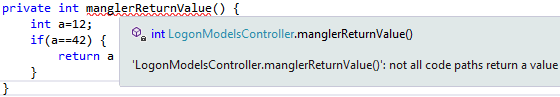 private int manglerReturnValue() {
int a=12;
if(a==42) {
return a
}
}
int LogonModelsController.manglerReturnValue()
'LogonModelsController.manglerReturnValue()': not all code paths return a value